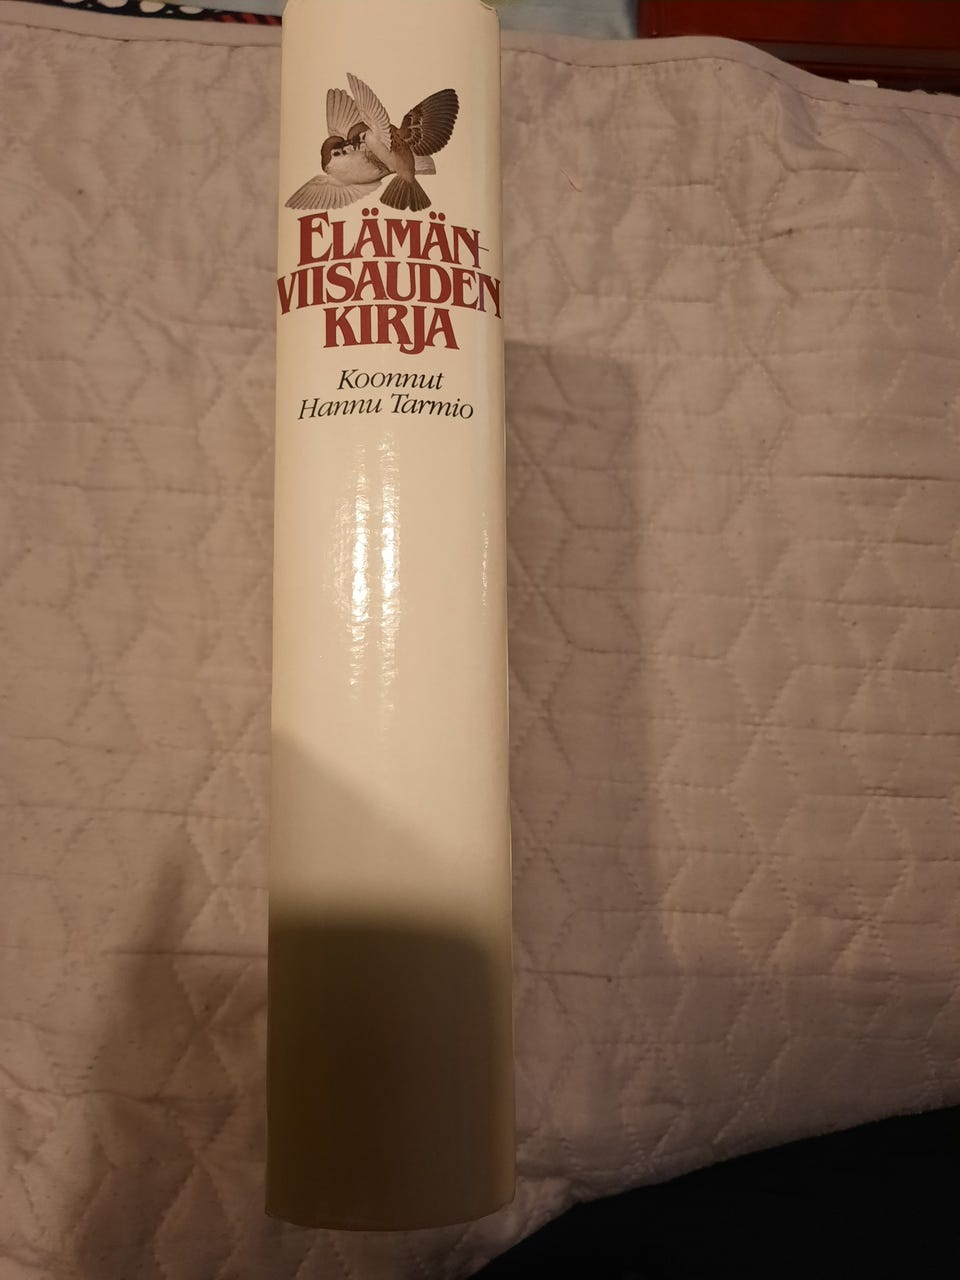 ELÄMÄN-
VIISAUDEN
KIRJA
Koonnut
Hannu Tarmio